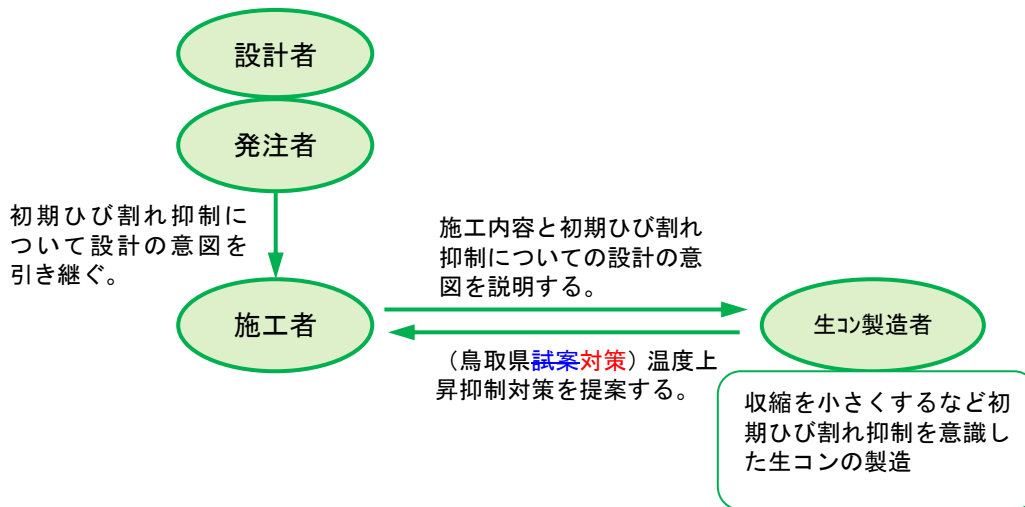 設計者
発注者
初期ひび割れ抑制に
ついて設計の意図を
引き継ぐ。
施工内容と初期ひび割れ
抑制についての設計の意
図を説明する。
施工者
生ｺﾝ製造者
（鳥取県試案対策）温度上
昇抑制対策を提案する。
収縮を小さくするなど初
期ひび割れ抑制を意識し
た生コンの製造